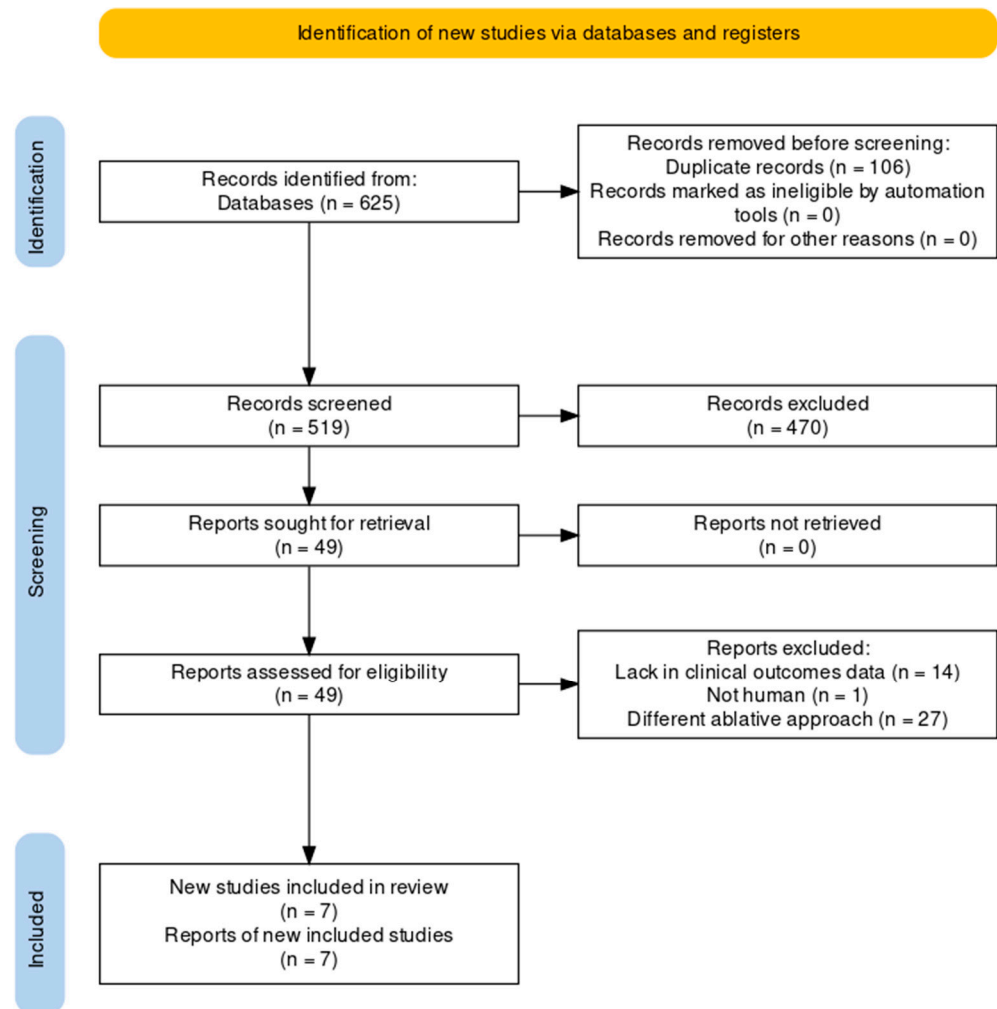 Identification of new studies via databases and registers
Identification
Records identified from:
Databases (n = 625)
Records removed before screening:
Duplicate records (n = 106)
Records marked as ineligible by automation
tools (n = 0)
Records removed for other reasons (n = 0)
Screening
Records screened
(n = 519)
Records excluded
(n = 470)
Reports sought for retrieval
(n = 49)
Reports not retrieved
(n = 0)
Reports assessed for eligibility
(n = 49)
Reports excluded:
Lack in clinical outcomes data (n = 14)
Not human (n = 1)
Different ablative approach (n = 27)
Included
New studies included in review
(n = 7)
Reports of new included studies
(n = 7)